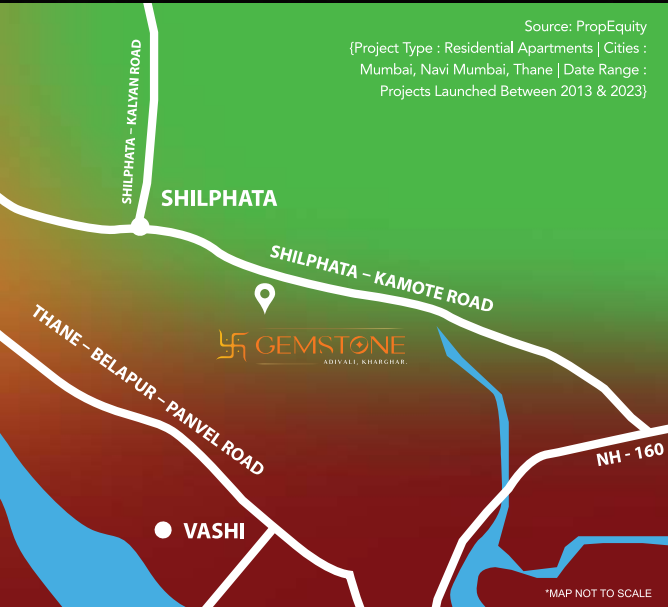 Source: PropEquity
{Project Type : Residential Apartments | Cities :
Mumbai, Navi Mumbai, Thane | Date Range :
Projects Launched Between 2013 & 2023}
SHILPHATA – KALYAN ROAD
SHILPHATA
SHILPHATA – KAMOTE ROAD
THANE – BELAPUR – PANVEL ROAD
GEMSTONE
ADIVALI, KHARGHAR.
NH - 160
VASHI
*MAP NOT TO SCALE